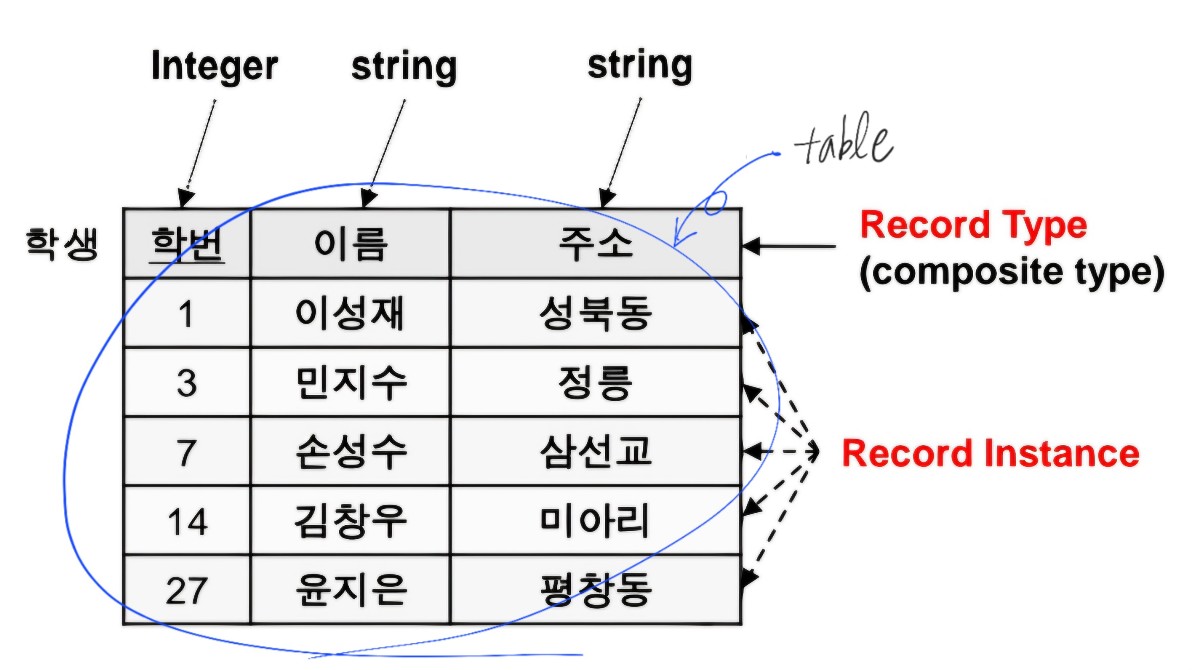 Integer string string
table
학생 학번 이름 주소 Record Type
(composite type)
1 이성재 성북동
3 민지수 정릉
7 손성수 삼선교 Record Instance
14 김창우 미아리
27 윤지은 평창동